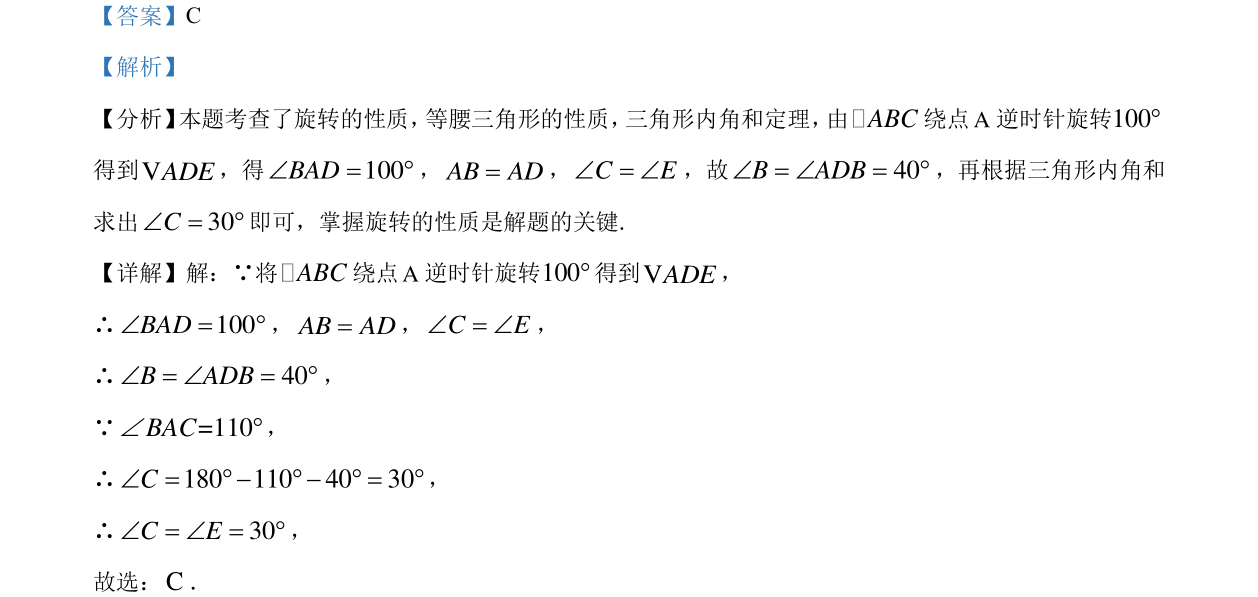 【答案】C
【解析】
【分析】本题考查了旋转的性质，等腰三角形的性质，三角形内角和定理，由□ABC 绕点 A 逆时针旋转100°
得到VADE，得∠BAD=100°，AB=AD，∠C=∠E，故∠B=∠ADB=40°，再根据三角形内角和
求出∠C=30°即可，掌握旋转的性质是解题的关键.
【详解】解：∵将□ABC 绕点 A 逆时针旋转100°得到VADE，
∴∠BAD=100°，AB=AD，∠C=∠E，
∴∠B=∠ADB=40°，
∵∠BAC=110°，
∴∠C=180°−110°−40°=30°，
∴∠C=∠E=30°，
故选：C．